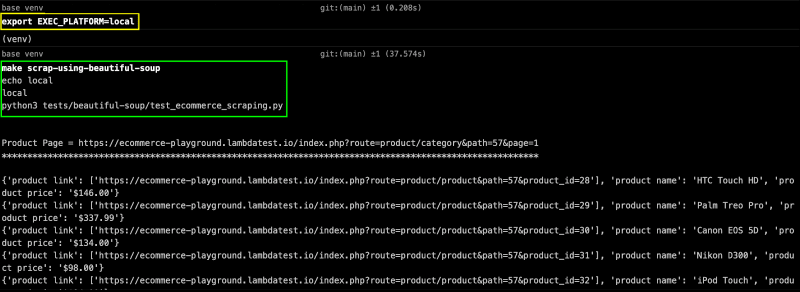 base venv git:(main) ±1 (0.208s)
export EXEC_PLATFORM=local
(venv)
base venv git:(main) ±1 (37.574s)
make scrap-using-beautiful-soup
echo local
local
python3 tests/beautiful-soup/test_ecommerce_scraping.py
Product Page = https://ecommerce-playground.lambdatest.io/index.php?route=product/category&path=57&page=1
********************************************************************************************************
{'product link': ['https://ecommerce-playground.lambdatest.io/index.php?route=product/product&path=57&product_id=28'], 'product name': 'HTC Touch HD', 'pr
oduct price': '$146.00'}
{'product link': ['https://ecommerce-playground.lambdatest.io/index.php?route=product/product&path=57&product_id=29'], 'product name': 'Palm Treo Pro', 'p
roduct price': '$337.99'}
{'product link': ['https://ecommerce-playground.lambdatest.io/index.php?route=product/product&path=57&product_id=30'], 'product name': 'Canon EOS 5D', 'pr
oduct price': '$134.00'}
{'product link': ['https://ecommerce-playground.lambdatest.io/index.php?route=product/product&path=57&product_id=31'], 'product name': 'Nikon D300', 'produ
ct price': '$98.00'}
{'product link': ['https://ecommerce-playground.lambdatest.io/index.php?route=product/product&path=57&product_id=32'], 'product name': 'iPod Touch', 'produ